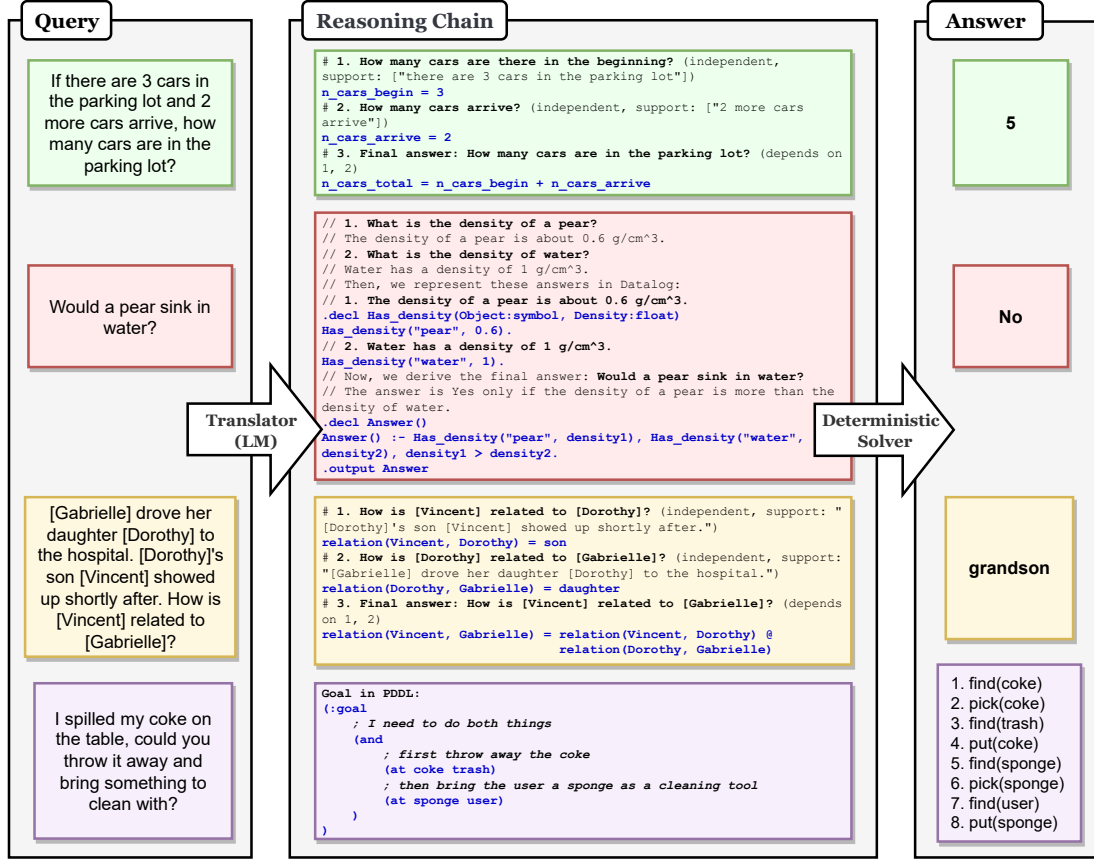 Query
Reasoning Chain
Answer
If there are 3 cars in
the parking lot and 2
more cars arrive, how
many cars are in the
parking lot?
# 1. How many cars are there in the beginning? (independent,
support: ["there are 3 cars in the parking lot"])
n_cars_begin = 3
# 2. How many cars arrive? (independent, support: ["2 more cars
arrive"])
n_cars_arrive = 2
# 3. Final answer: How many cars are in the parking lot? (depends on
1, 2)
n_cars_total = n_cars_begin + n_cars_arrive
5
Would a pear sink in
water?
// 1. What is the density of a pear?
// The density of a pear is about 0.6 g/cm^3.
// 2. What is the density of water?
// Water has a density of 1 g/cm^3.
// Then, we represent these answers in Datalog:
// 1. The density of a pear is about 0.6 g/cm^3.
.decl Has_density(Object:symbol, Density:float)
Has_density("pear", 0.6).
// 2. Water has a density of 1 g/cm^3.
Has_density("water", 1).
// Now, we derive the final answer: Would a pear sink in water?
// The answer is Yes only if the density of a pear is more than the
density of water.
.decl Answer()
Answer() :- Has_density("pear", density1), Has_density("water",
density2), density1 > density2.
.output Answer
No
Translator
(LM)
Deterministic
Solver
[Gabrielle] drove her
daughter [Dorothy] to
the hospital. [Dorothy]'s
son [Vincent] showed
up shortly after. How is
[Vincent] related to
[Gabrielle]?
# 1. How is [Vincent] related to [Dorothy]? (independent, support: "
[Dorothy]'s son [Vincent] showed up shortly after.")
relation(Vincent, Dorothy) = son
# 2. How is [Dorothy] related to [Gabrielle]? (independent, support:
"[Gabrielle] drove her daughter [Dorothy] to the hospital.")
relation(Dorothy, Gabrielle) = daughter
# 3. Final answer: How is [Vincent] related to [Gabrielle]? (depends
on 1, 2)
relation(Vincent, Gabrielle) = relation(Vincent, Dorothy) @
relation(Dorothy, Gabrielle)
grandson
I spilled my coke on
the table, could you
throw it away and
bring something to
clean with?
Goal in PDDL:
(:goal
; I need to do both things
(and
; first throw away the coke
(at coke trash)
; then bring the user a sponge as a cleaning tool
(at sponge user)
)
)
1. find(coke)
2. pick(coke)
3. find(trash)
4. put(coke)
5. find(sponge)
6. pick(sponge)
7. find(user)
8. put(sponge)